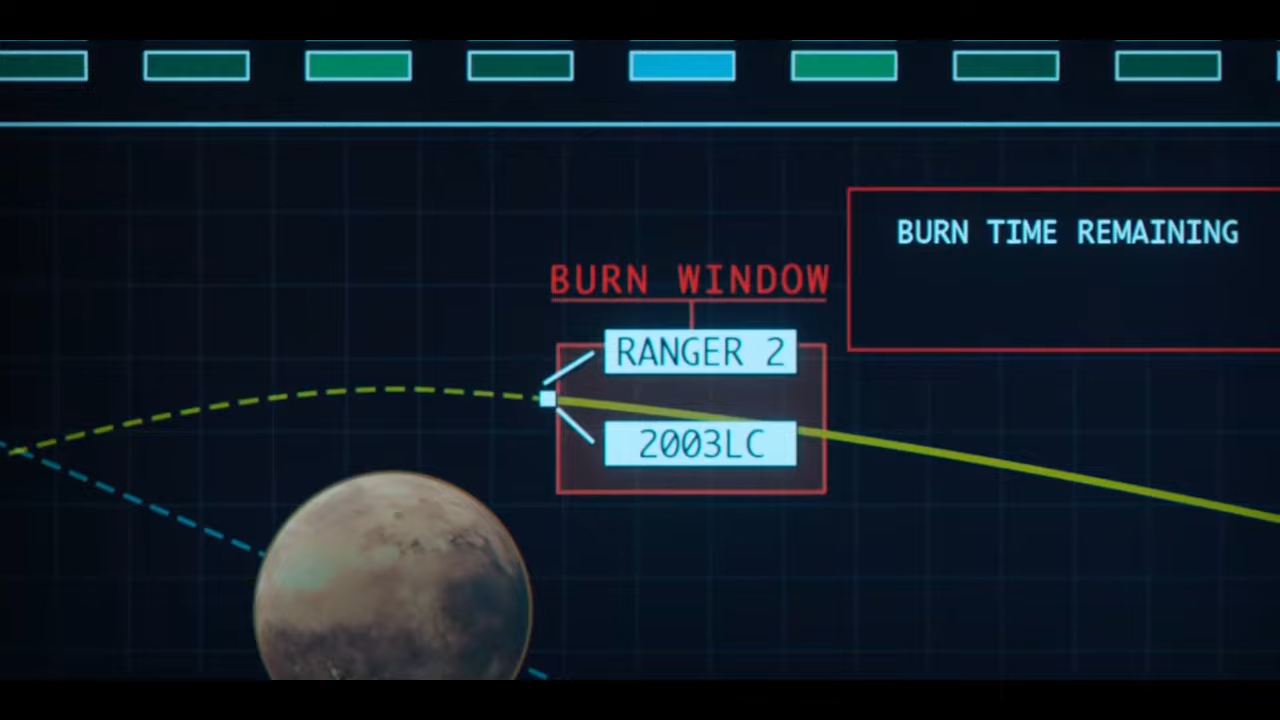 BURN TIME REMAINING
BURN WINDOW
RANGER 2
2003LC